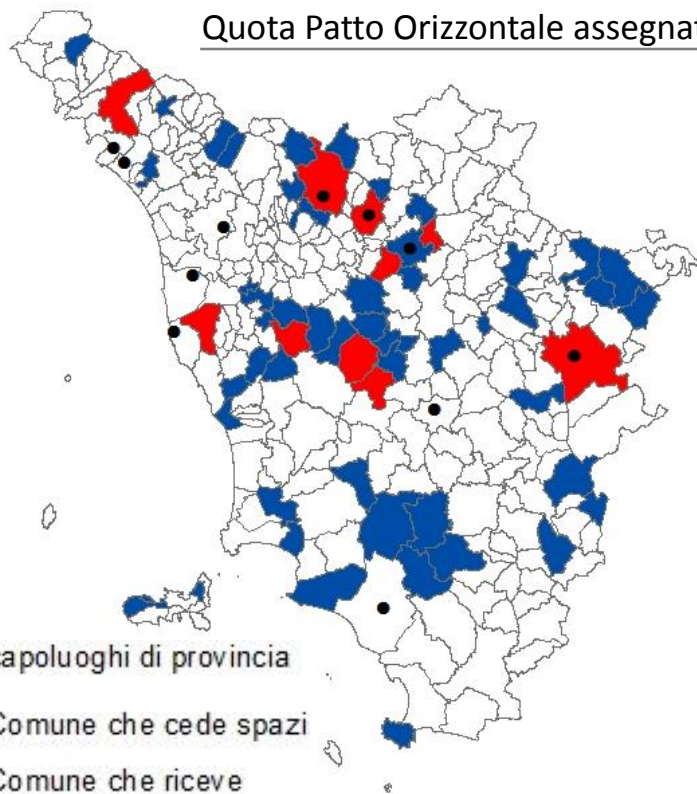 Quota Patto Orizzontale assegnat
capoluoghi di provincia
Comune che cede spazi
Comune che riceve